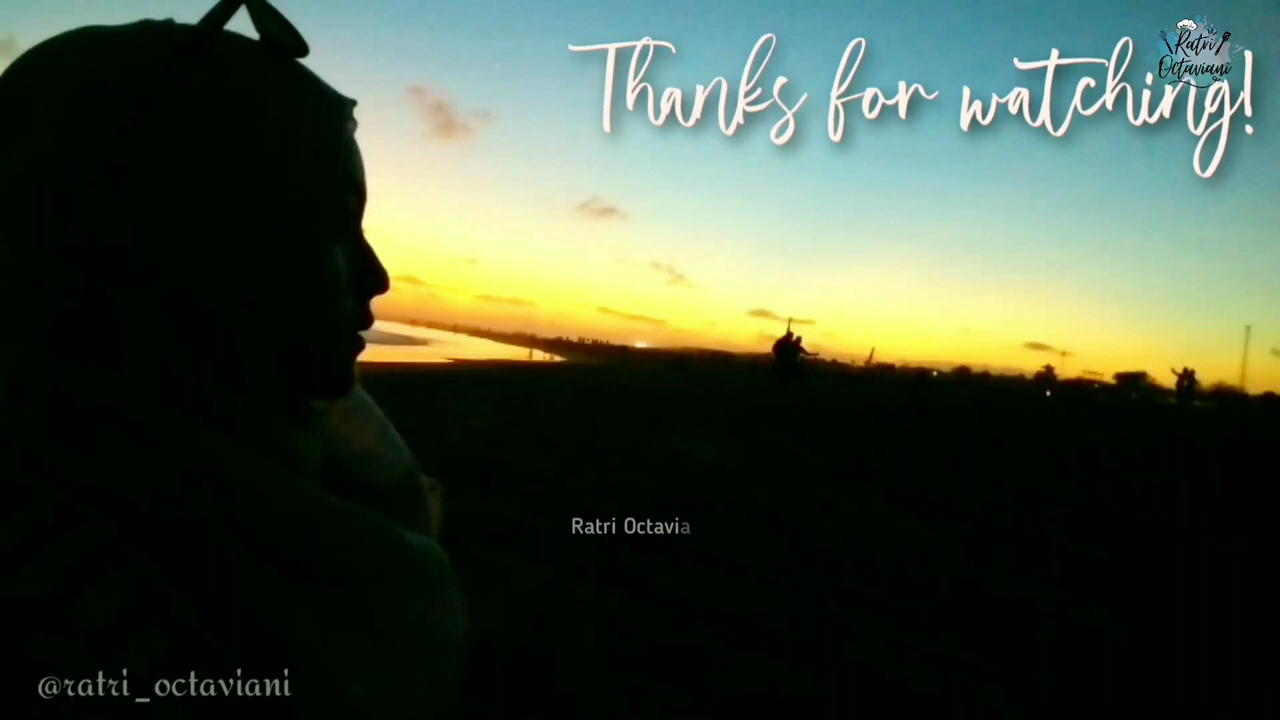 Thanks for watching!
Ratri
Octaviani
Ratri Octavia
@ratri_octaviani